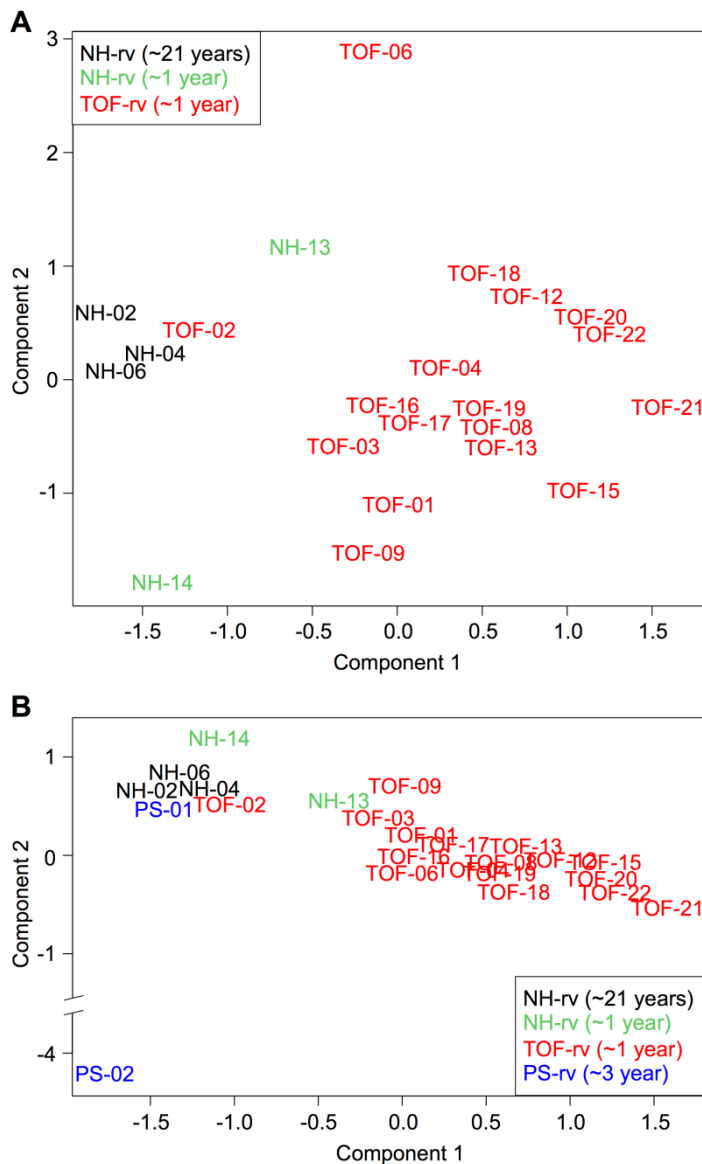 A
3
2
1
0
-1
Component 2
NH-rv (~21 years)
NH-rv (~1 year)
TOF-rv (~1 year)
TOF-06
NH-13
TOF-18
TOF-12
NH-02
TOF-02
TOF-20
TOF-22
NH-04
NH-06
TOF-04
TOF-16
TOF-19
TOF-21
TOF-17
TOF-08
TOF-03
TOF-13
TOF-01
TOF-15
TOF-09
NH-14
-1.5 -1.0 -0.5 0.0 0.5 1.0 1.5
Component 1
B
1
0
-1
-4
Component 2
NH-14
NH-06
NH-02
NH-04
PS-01
TOF-02
NH-13
TOF-09
TOF-03
TOF-01
TOF-17
TOF-13
TOF-16
TOF-08
TOF-12
TOF-15
TOF-06
TOF-04
TOF-19
TOF-20
TOF-18
TOF-22
TOF-21
NH-rv (~21 years)
NH-rv (~1 year)
TOF-rv (~1 year)
PS-rv (~3 year)
PS-02
-1.5 -1.0 -0.5 0.0 0.5 1.0 1.5
Component 1